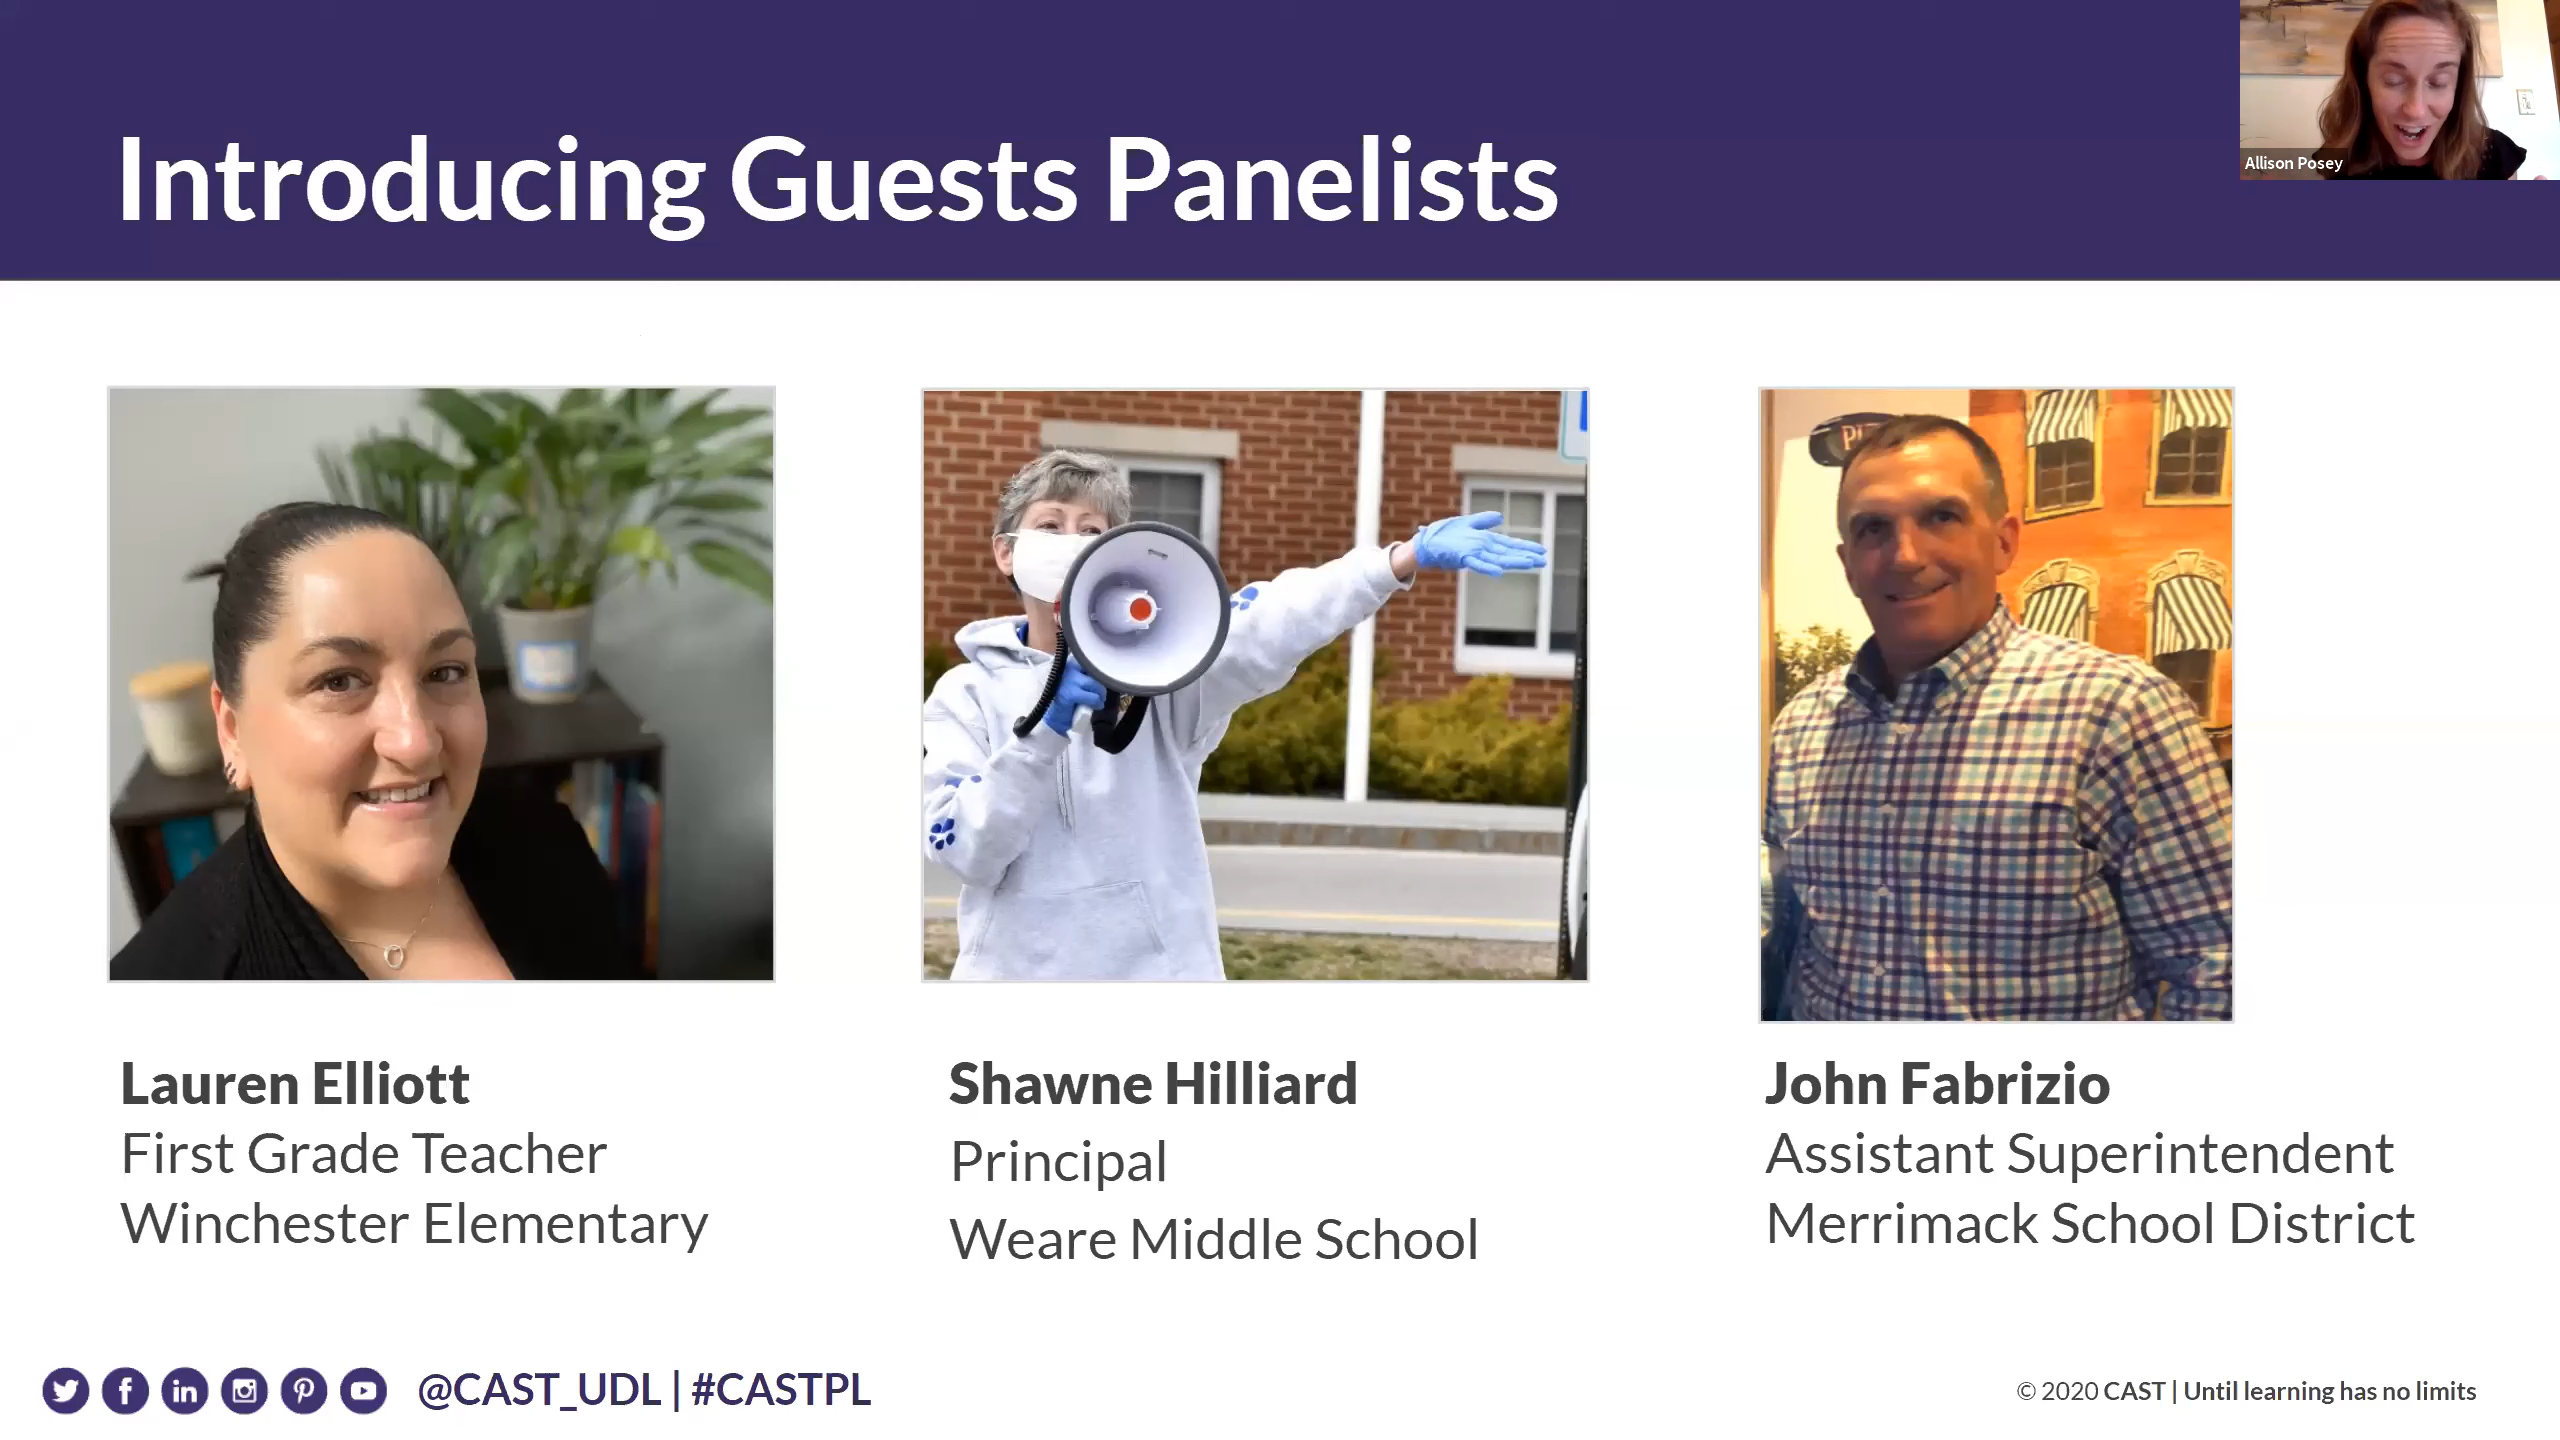 Introducing Guests Panelists
Allison Posey
Lauren Elliott
First Grade Teacher
Winchester Elementary
Shawne Hilliard
Principal
Weare Middle School
John Fabrizio
Assistant Superintendent
Merrimack School District
@CAST_UDL | #CASTPL
© 2020 CAST | Until learning has no limits